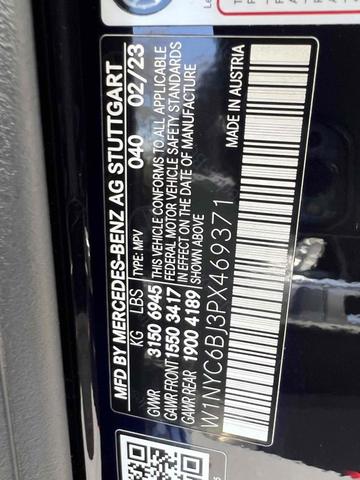 MFD BY MERCEDES-BENZ AG STUTTGART
KG LBS TYPE: MPV 040 02/23
GVWR 3150 6945 THIS VEHICLE CONFORMS TO ALL APPLICABLE
GAWR FRONT 1550 3417 FEDERAL MOTOR VEHICLE SAFETY STANDARDS
IN EFFECT ON THE DATE OF MANUFACTURE
GAWR REAR 1900 4189 SHOWN ABOVE
W1NYC6BJ3PX469371 MADE IN AUSTRIA